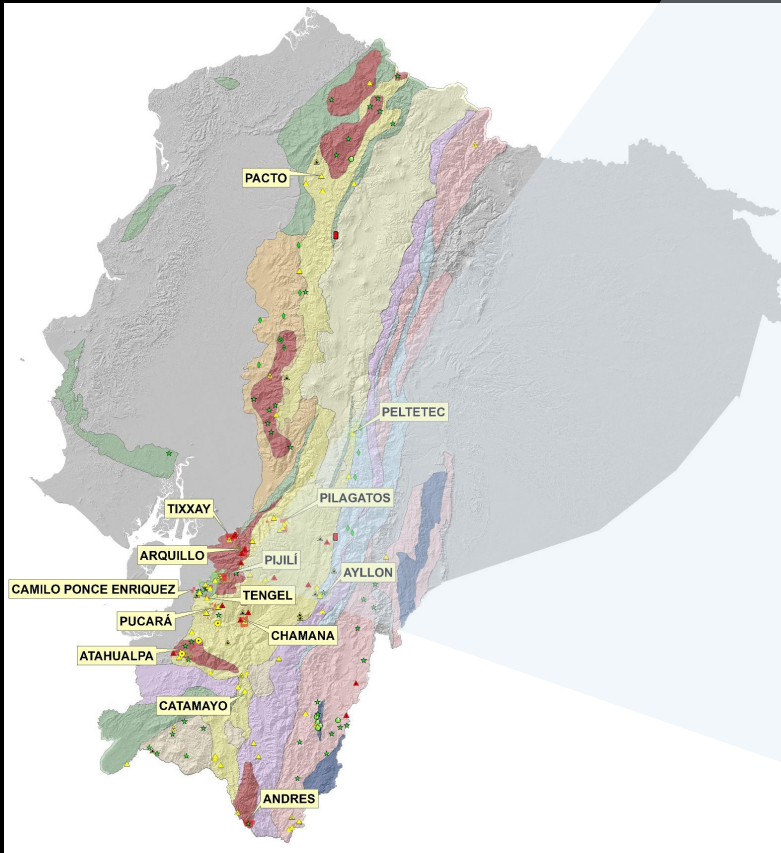 PACTO
PELTETEC
PILAGATOS
TIXXAY
ARQUILLO
PIJILÍ
AYLLON
CAMILO PONCE ENRIQUEZ
TENGEL
PUCARÁ
CHAMANA
ATAHUALPA
CATAMAYO
ANDRES